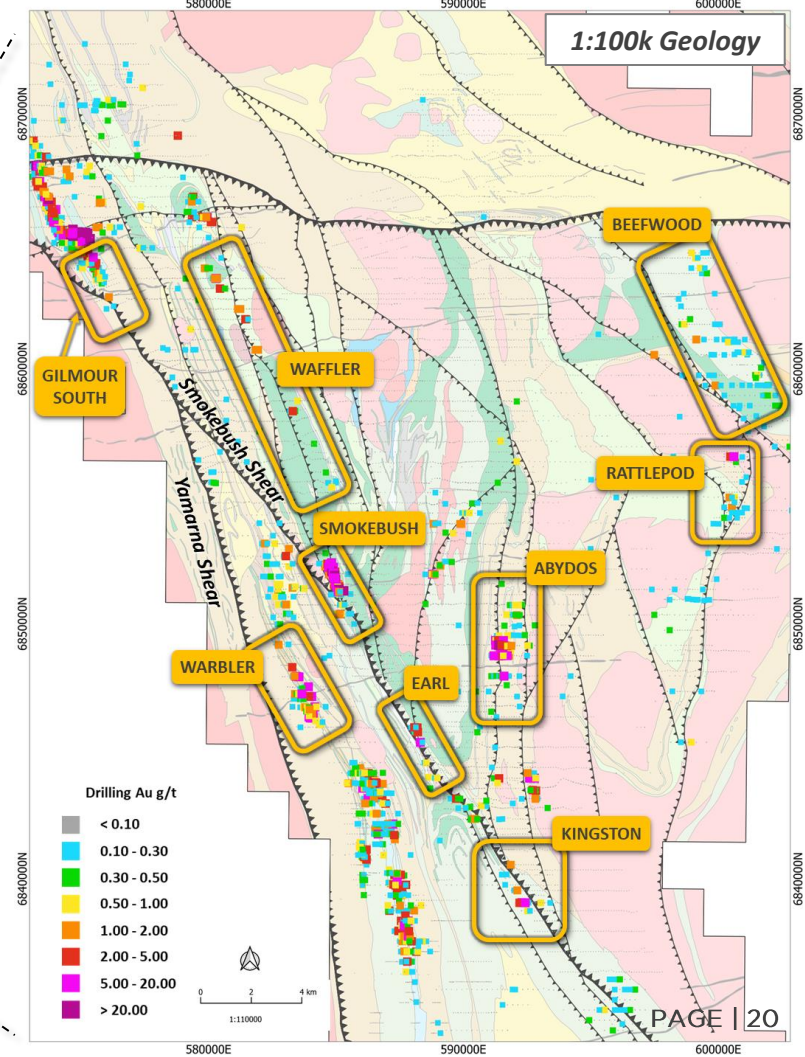 580000E
590000E
600000E
1:100k Geology
6870000N
6870000N
BEEFWOOD
GILMOUR
SOUTH
WAFFLER
6860000N
6860000N
Smokebush Shear
Yamarna Shear
RATTLEPOD
SMOKEBUSH
ABYDOS
6850000N
6850000N
WARBLER
EARL
KINGSTON
6840000N
6840000N
Drilling Au g/t
< 0.10
0.10 - 0.30
0.30 - 0.50
0.50 - 1.00
1.00 - 2.00
2.00 - 5.00
5.00 - 20.00
> 20.00
0 2 4 km
1:110000
PAGE | 20
580000E
590000E
600000E